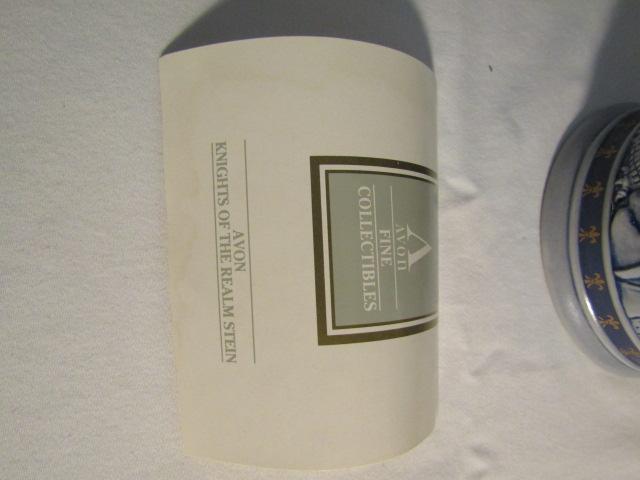 AVON
FINE
COLLECTIBLES
AVON
KNIGHTS OF THE REALM STEIN